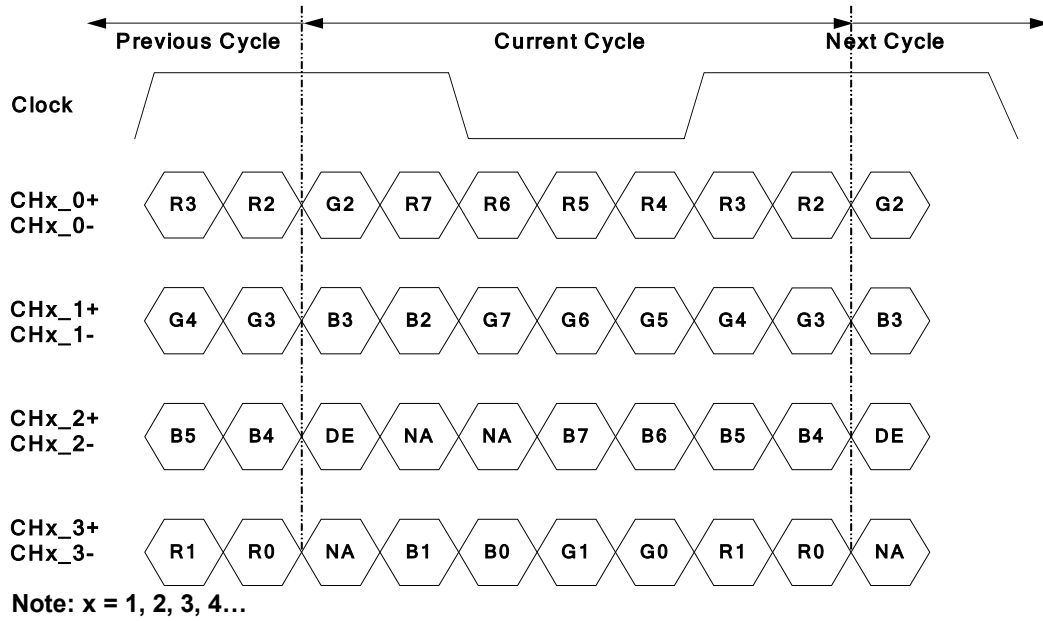 Previous Cycle Current Cycle Next Cycle
Clock
CHx_0+
CHx_0-
R3 R2 G2 R7 R6 R5 R4 R3 R2 G2
CHx_1+
CHx_1-
G4 G3 B3 B2 G7 G6 G5 G4 G3 B3
CHx_2+
CHx_2-
B5 B4 DE NA NA B7 B6 B5 B4 DE
CHx_3+
CHx_3-
R1 R0 NA B1 B0 G1 G0 R1 R0 NA
Note: x = 1, 2, 3, 4…